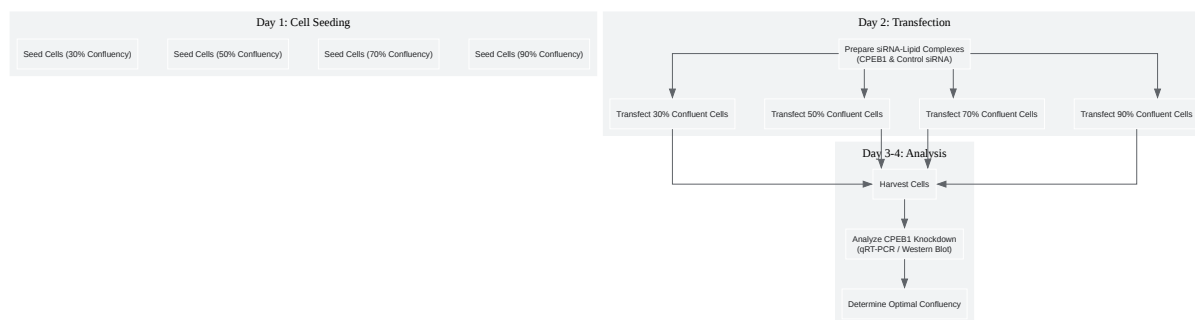 Day 1: Cell Seeding
Seed Cells (30% Confluency)
Seed Cells (50% Confluency)
Seed Cells (70% Confluency)
Seed Cells (90% Confluency)
Day 2: Transfection
Prepare siRNA-Lipid Complexes
(CPEB1 & Control siRNA)
Transfect 30% Confluent Cells
Transfect 50% Confluent Cells
Transfect 70% Confluent Cells
Transfect 90% Confluent Cells
Day 3-4: Analysis
Harvest Cells
Analyze CPEB1 Knockdown
(qRT-PCR / Western Blot)
Determine Optimal Confluency